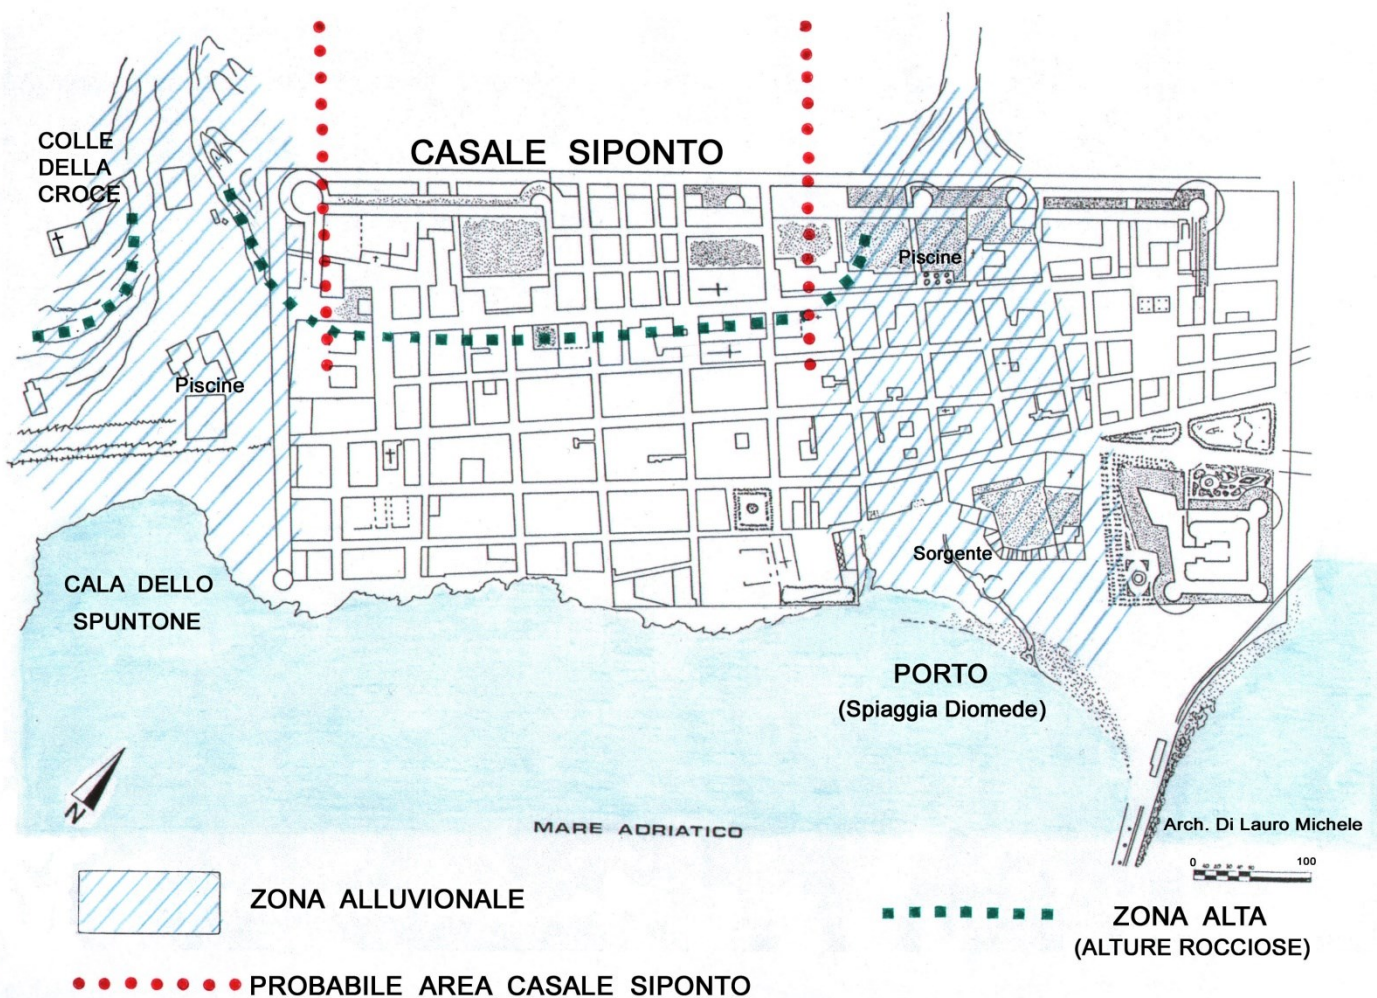 COLLE
DELLA
CROCE
CASALE SIPONTO
Piscine
Piscine
Sorgente
CALA DELLO
SPUNTONE
PORTO
(Spiaggia Diomede)
N
MARE ADRIATICO
Arch. Di Lauro Michele
0 100
ZONA ALLUVIONALE
ZONA ALTA
(ALTURE ROCCIOSE)
PROBABILE AREA CASALE SIPONTO